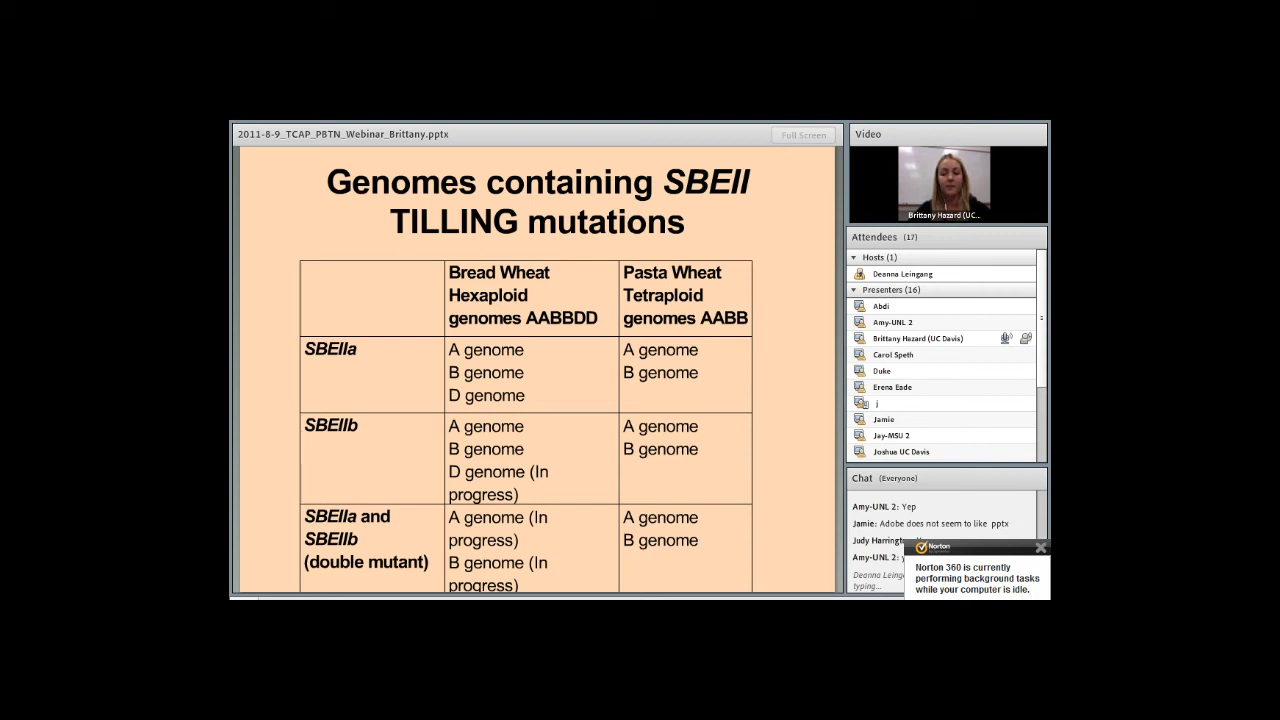 2011-8-9_TCAP_PBTN_Webinar_Brittany.pptx
Full Screen
Genomes containing SBEII
TILLING mutations
Bread Wheat
Hexaploid
genomes AABBDD
Pasta Wheat
Tetraploid
genomes AABB
SBEIIa
A genome
B genome
D genome
A genome
B genome
SBEIIb
A genome
B genome
D genome (In
progress)
A genome
B genome
SBEIIa and
SBEIIb
(double mutant)
A genome (In
progress)
B genome (In
progress)
A genome
B genome
Video
Brittany Hazard (UC...
Attendees (17)
Hosts (1)
Deanna Leingang
Presenters (16)
Abdi
Amy-UNL 2
Brittany Hazard (UC Davis)
Carol Speth
Duke
Erena Eade
j
Jamie
Jay-MSU 2
Joshua UC Davis
Chat (Everyone)
Amy-UNL 2: Yep
Jamie: Adobe does not seem to like pptx
Judy Harrington
Amy-UNL 2:
Deanna Leing
typing...
Norton
Norton 360 is currently
performing background tasks
while your computer is idle.